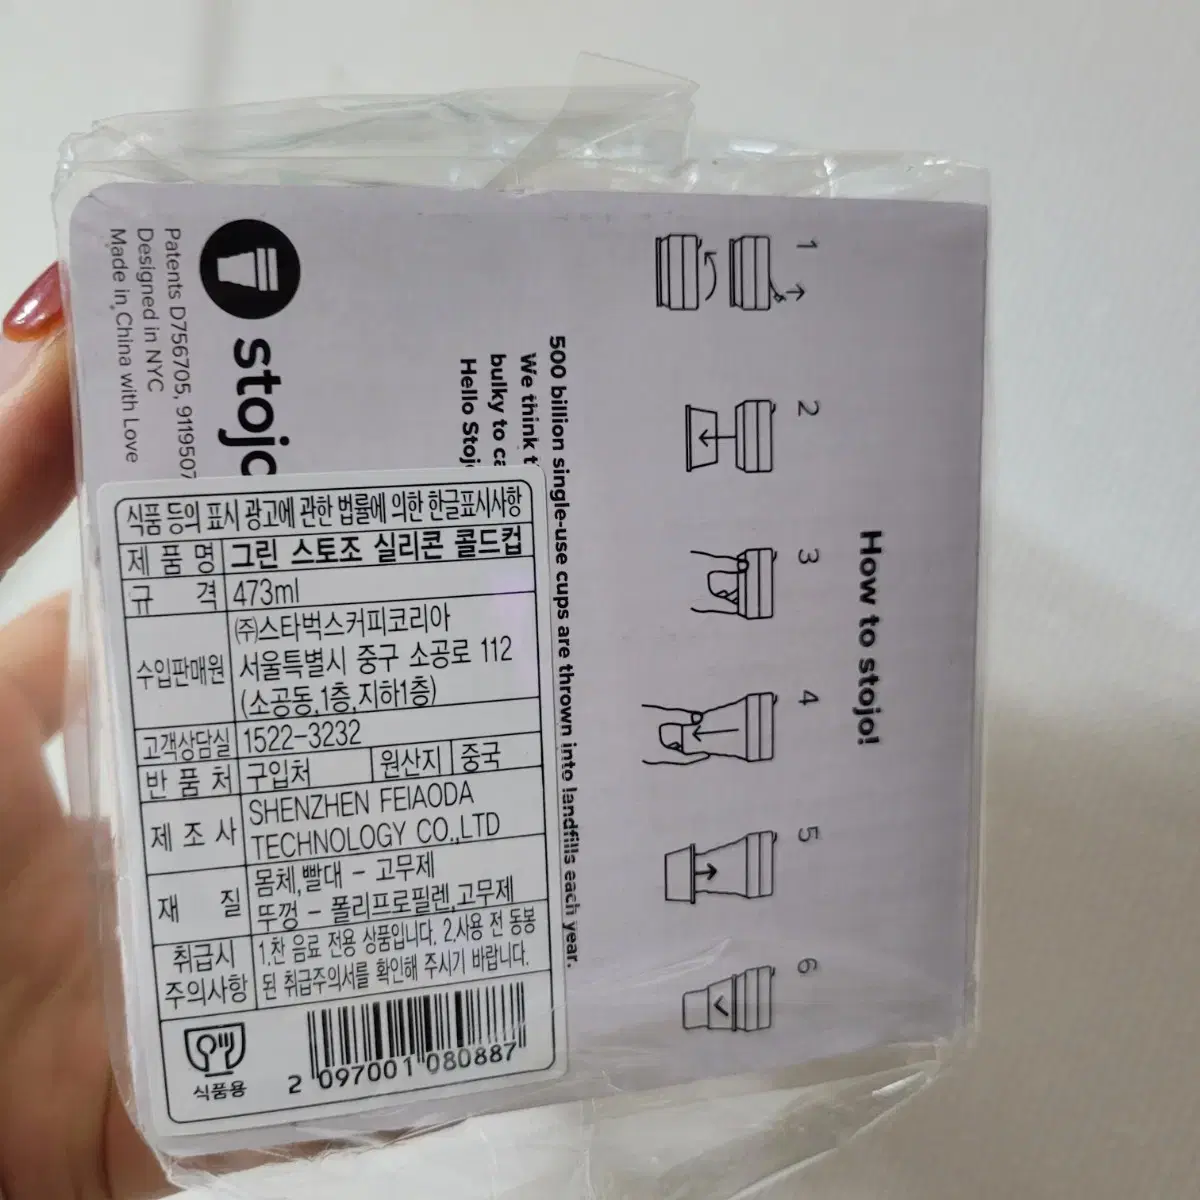 How to stojo!
1
2
3
4
5
6
500 billion single-use cups are thrown into landfills each year.
We think
bulky to
Hello
stojo
Patents D756705, 9119507
Designed in NYC
Made in China with Love
식품 등의 표시 광고에 관한 법률에 의한 한글표시사항
제품명 그린 스토조 실리콘 콜드컵
규격 473ml
수입판매원 ㈜스타벅스커피코리아
서울특별시 중구 소공로 112
(소공동,1층,지하1층)
고객상담실 1522-3232
반품처 구입처 원산지 중국
제조사 SHENZHEN FEIAODA
TECHNOLOGY CO.,LTD
재질 몸체,빨대 - 고무제
뚜껑 - 폴리프로필렌,고무제
취급시 1.찬 음료 전용 상품입니다. 2.사용 전 동봉
주의사항 된 취급주의서를 확인해 주시기 바랍니다.
식품용
2 097001 080887